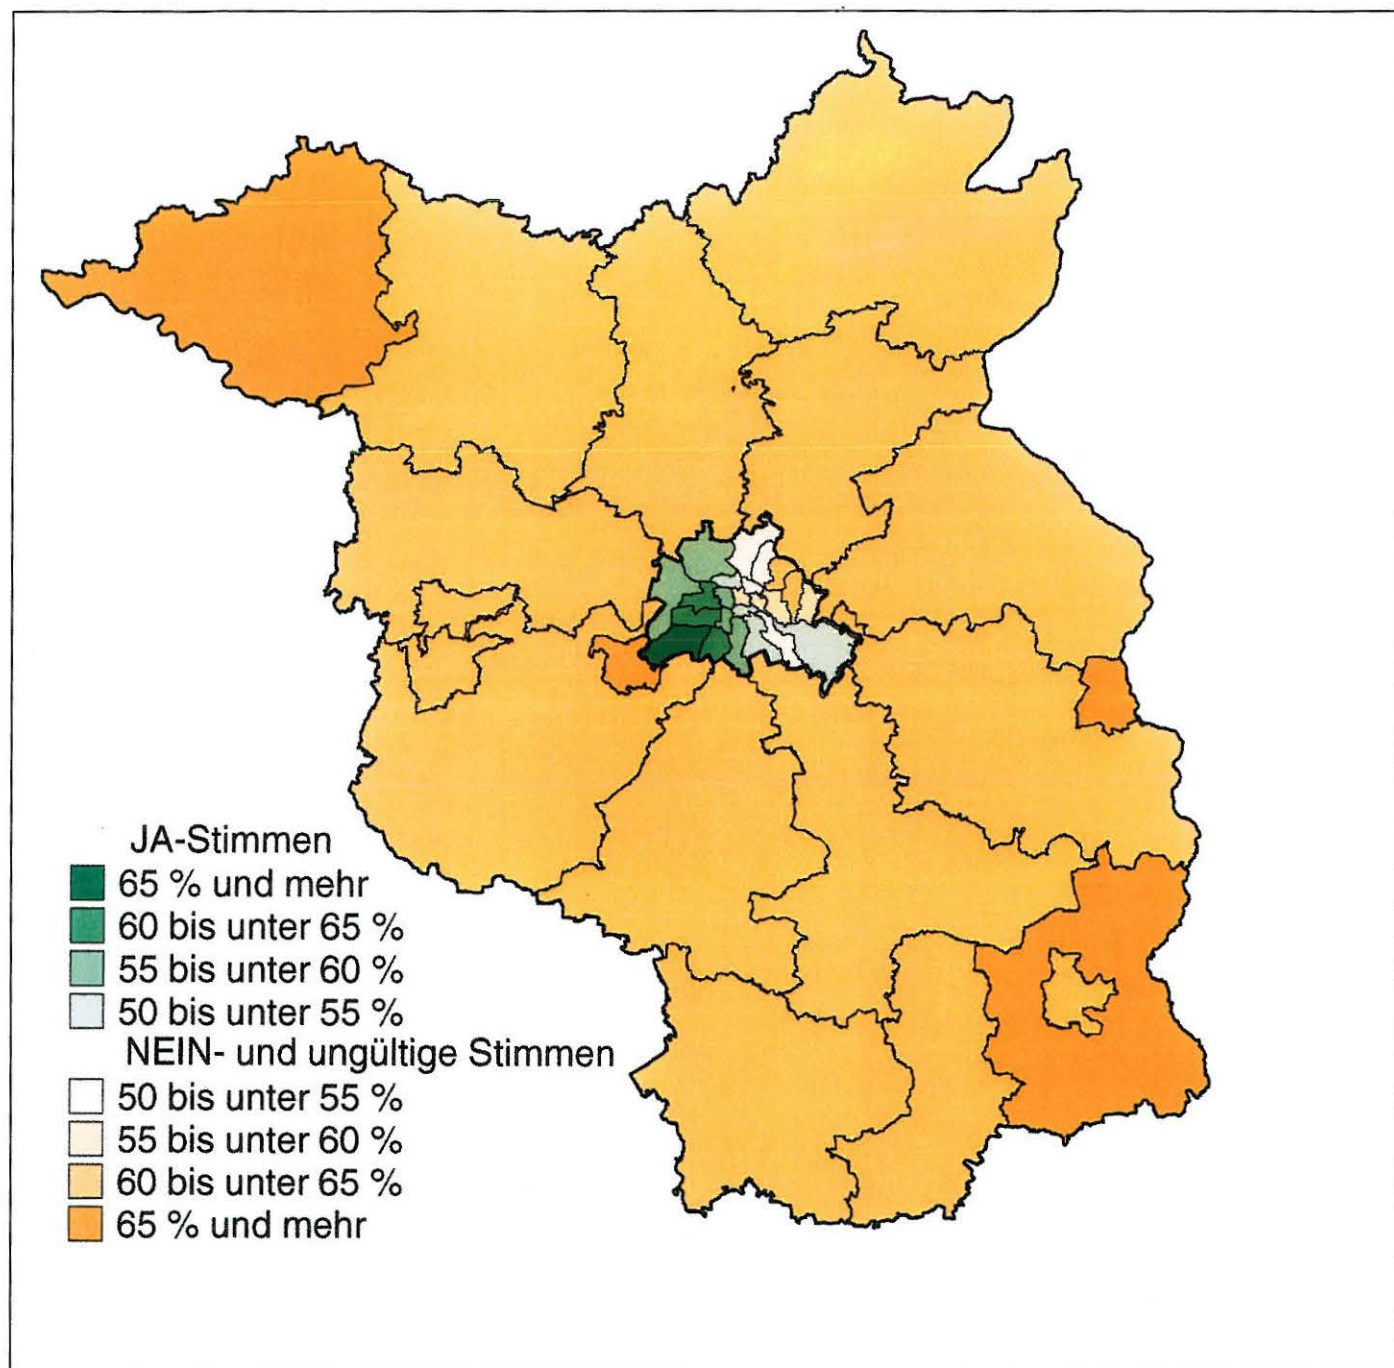 JA-Stimmen
65 % und mehr
60 bis unter 65 %
55 bis unter 60 %
50 bis unter 55 %
NEIN- und ungültige Stimmen
50 bis unter 55 %
55 bis unter 60 %
60 bis unter 65 %
65 % und mehr